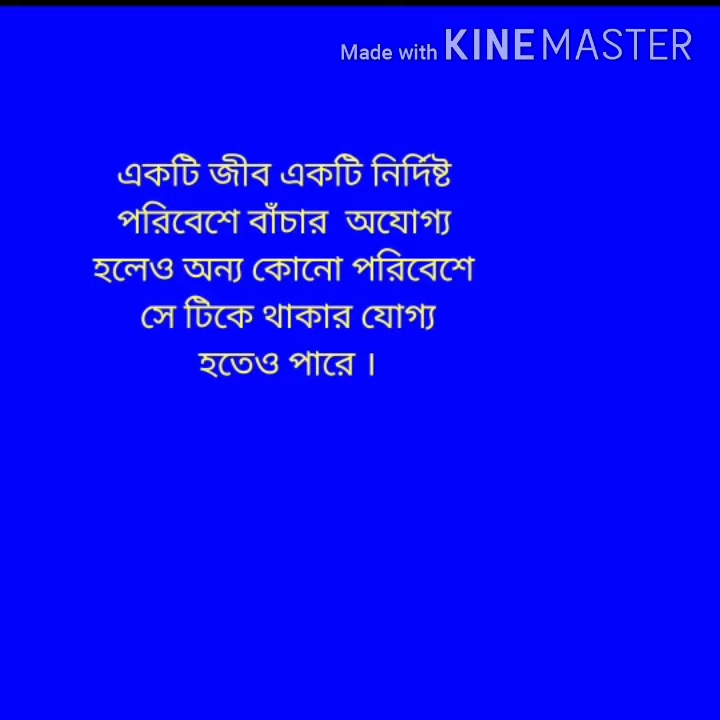 Made with KINEMASTER
একটি জীব একটি নির্দিষ্ট
পরিবেশে বাঁচার অযোগ্য
হলেও অন্য কোনো পরিবেশে
সে টিকে থাকার যোগ্য
হতেও পারে ।